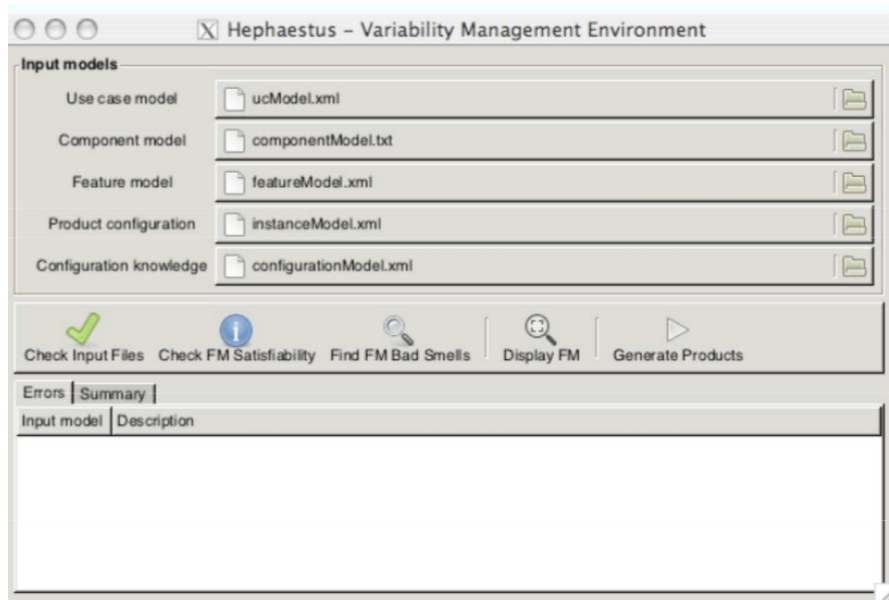 Hephaestus – Variability Management Environment
Input models
Use case model ucModel.xml
Component model componentModel.txt
Feature model featureModel.xml
Product configuration instanceModel.xml
Configuration knowledge configurationModel.xml
Check Input Files Check FM Satisfiability Find FM Bad Smells Display FM Generate Products
Errors Summary
Input model Description